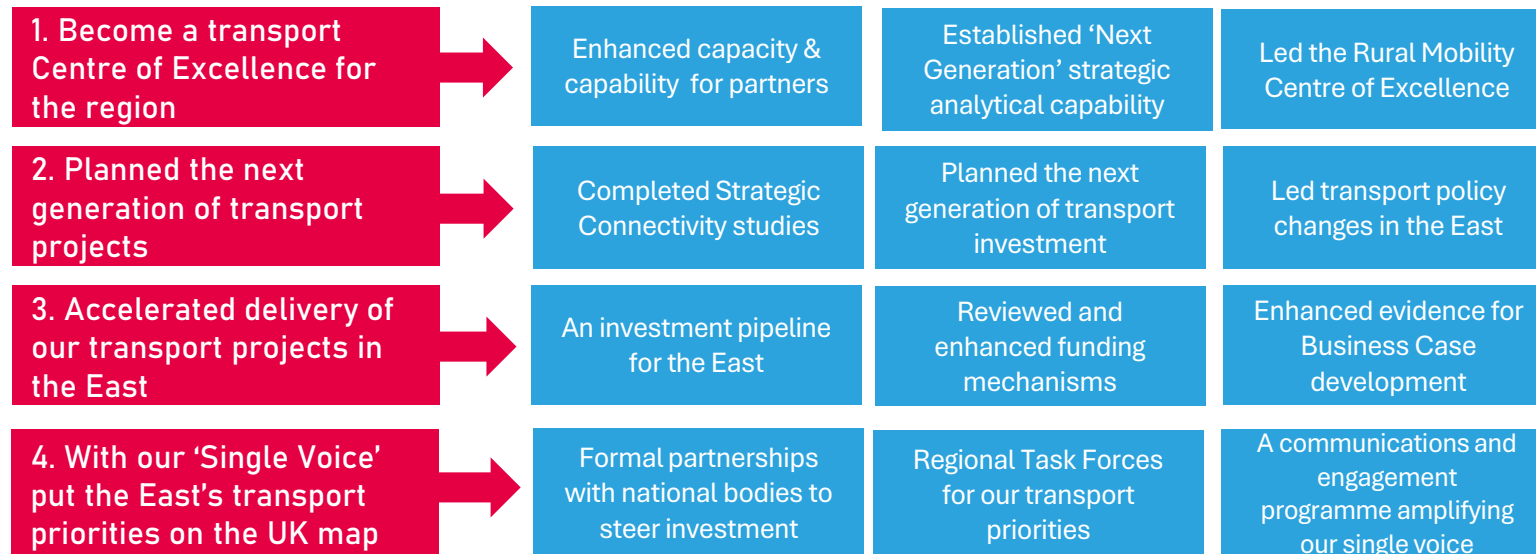 1. Become a transport
Centre of Excellence for
the region
Enhanced capacity &
capability for partners
Established ‘Next
Generation’ strategic
analytical capability
Led the Rural Mobility
Centre of Excellence
2. Planned the next
generation of transport
projects
Completed Strategic
Connectivity studies
Planned the next
generation of transport
investment
Led transport policy
changes in the East
3. Accelerated delivery of
our transport projects in
the East
An investment pipeline
for the East
Reviewed and
enhanced funding
mechanisms
Enhanced evidence for
Business Case
development
4. With our ‘Single Voice’
put the East’s transport
priorities on the UK map
Formal partnerships
with national bodies to
steer investment
Regional Task Forces
for our transport
priorities
A communications and
engagement
programme amplifying
our single voice